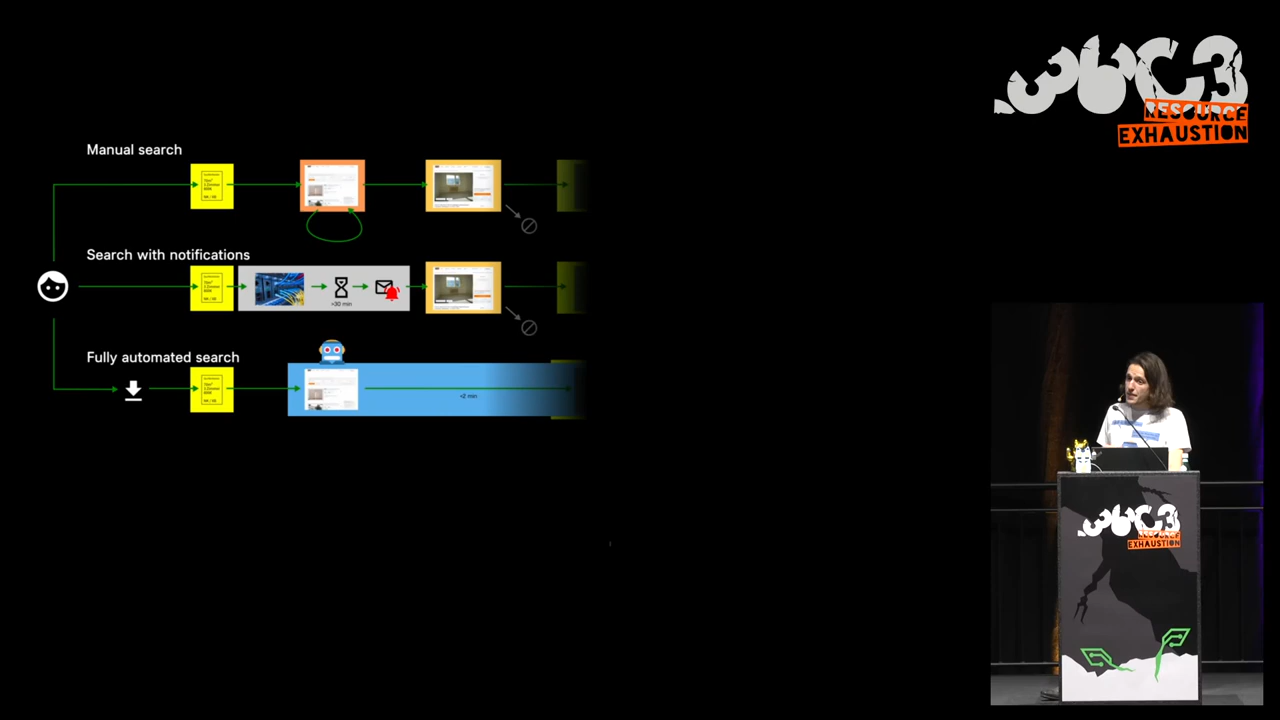 36C3
RESOURCE
EXHAUSTION
Manual search
Search with notifications
>30 min
Fully automated search
<2 min
36C3
RESOURCE
EXHAUSTION